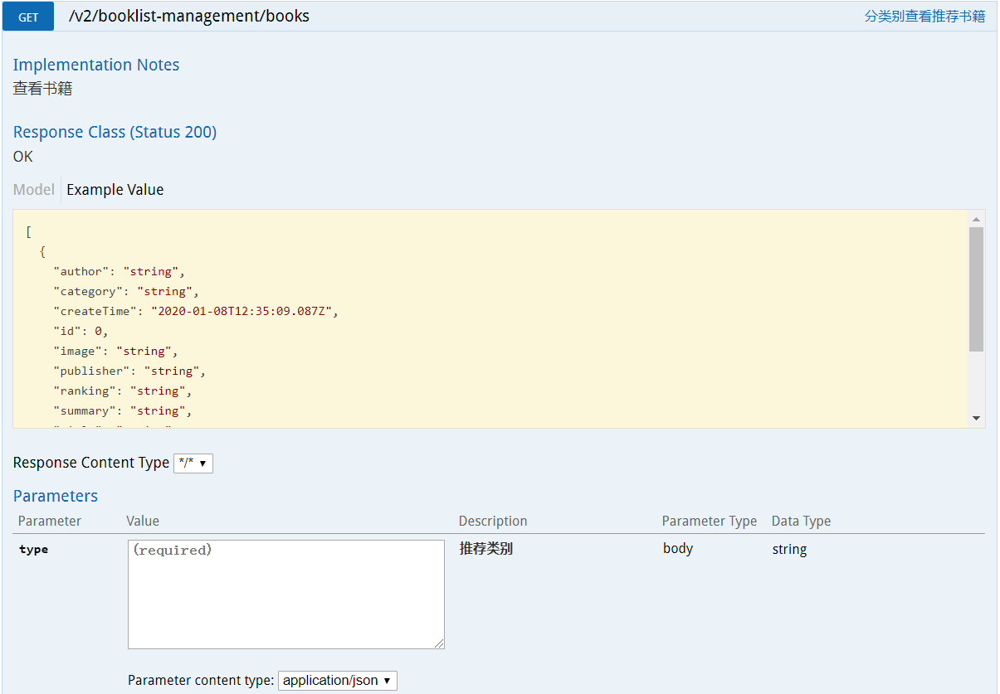 GET /v2/booklist-management/books 分类别查看推荐书籍
Implementation Notes
查看书籍
Response Class (Status 200)
OK
Model Example Value
[
{
"author": "string",
"category": "string",
"createTime": "2020-01-08T12:35:09.087Z",
"id": 0,
"image": "string",
"publisher": "string",
"ranking": "string",
"summary": "string",
Response Content Type */*
Parameters
Parameter Value Description Parameter Type Data Type
type (required) 推荐类别 body string
Parameter content type: application/json